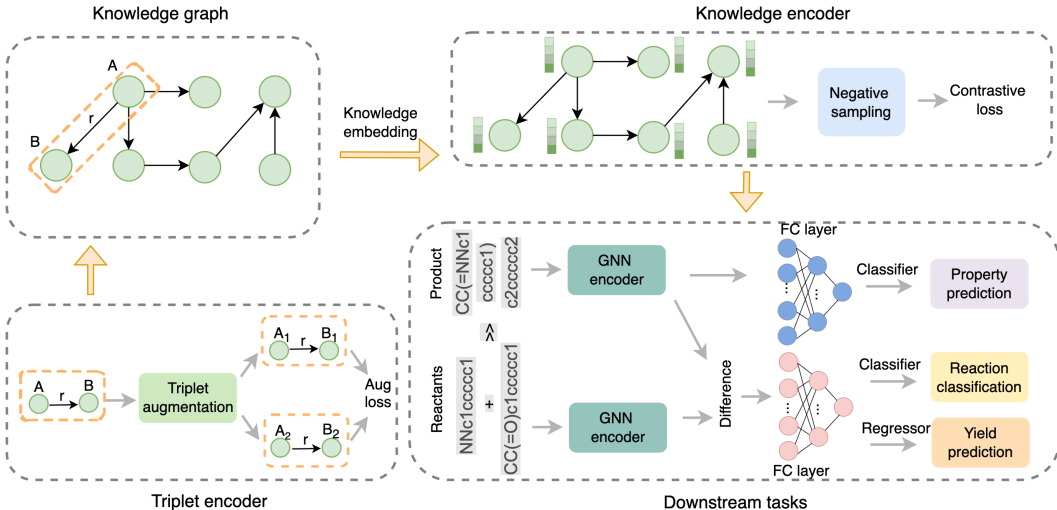 Knowledge graph
A
r
B
Knowledge
embedding
Knowledge encoder
Negative
sampling
Contrastive
loss
A
r
B
Triplet
augmentation
A1
r
B1
A2
r
B2
Aug
loss
Triplet encoder
Product
CC(=NNc1
ccccc1)
c2ccccc2
>>
Reactants
NNc1ccccc1
+
CC(=O)c1ccccc1
GNN
encoder
GNN
encoder
Difference
FC layer
Classifier
Property
prediction
Classifier
Reaction
classification
Regressor
Yield
prediction
FC layer
Downstream tasks